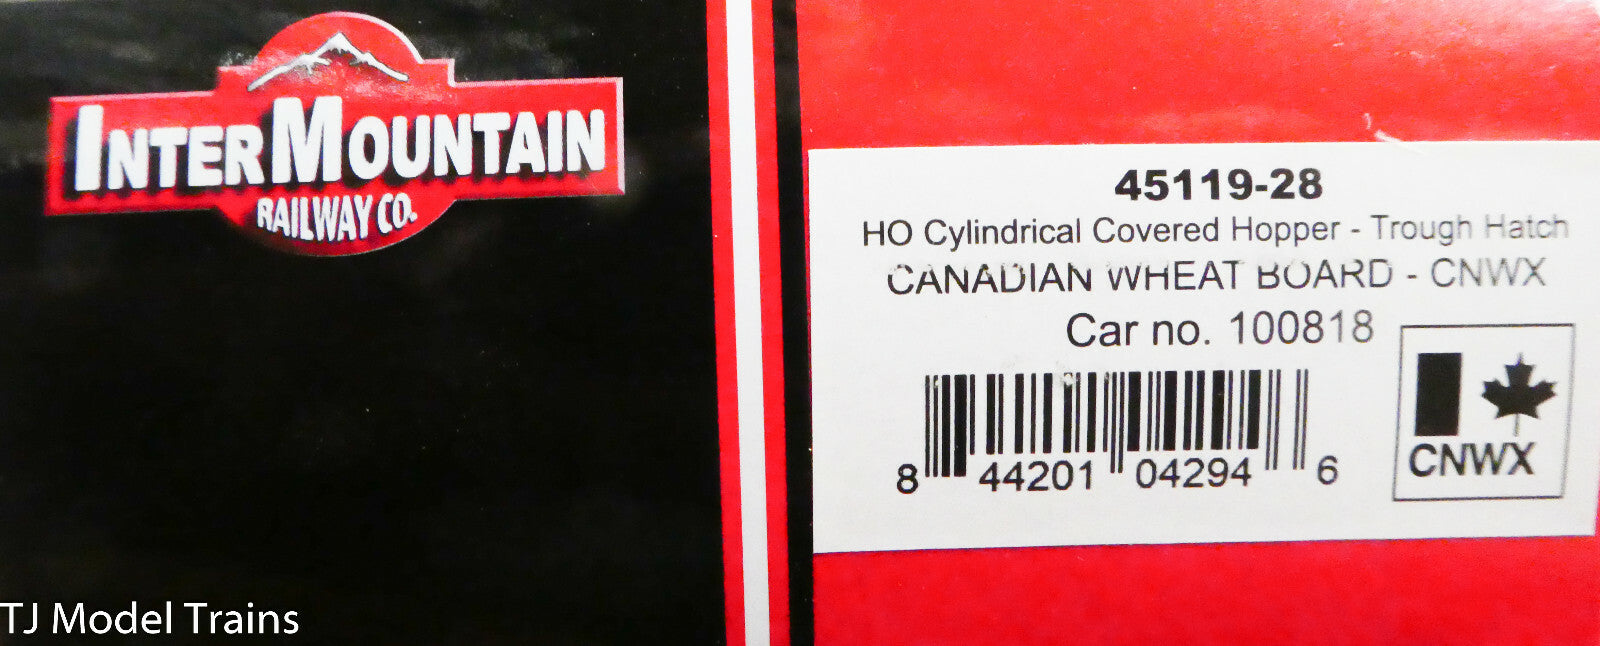 INTERMOUNTAIN
RAILWAY CO.
45119-28
HO Cylindrical Covered Hopper - Trough Hatch
CANADIAN WHEAT BOARD - CNWX
Car no. 100818
8 44201 04294 6
CNWX
TJ Model Trains